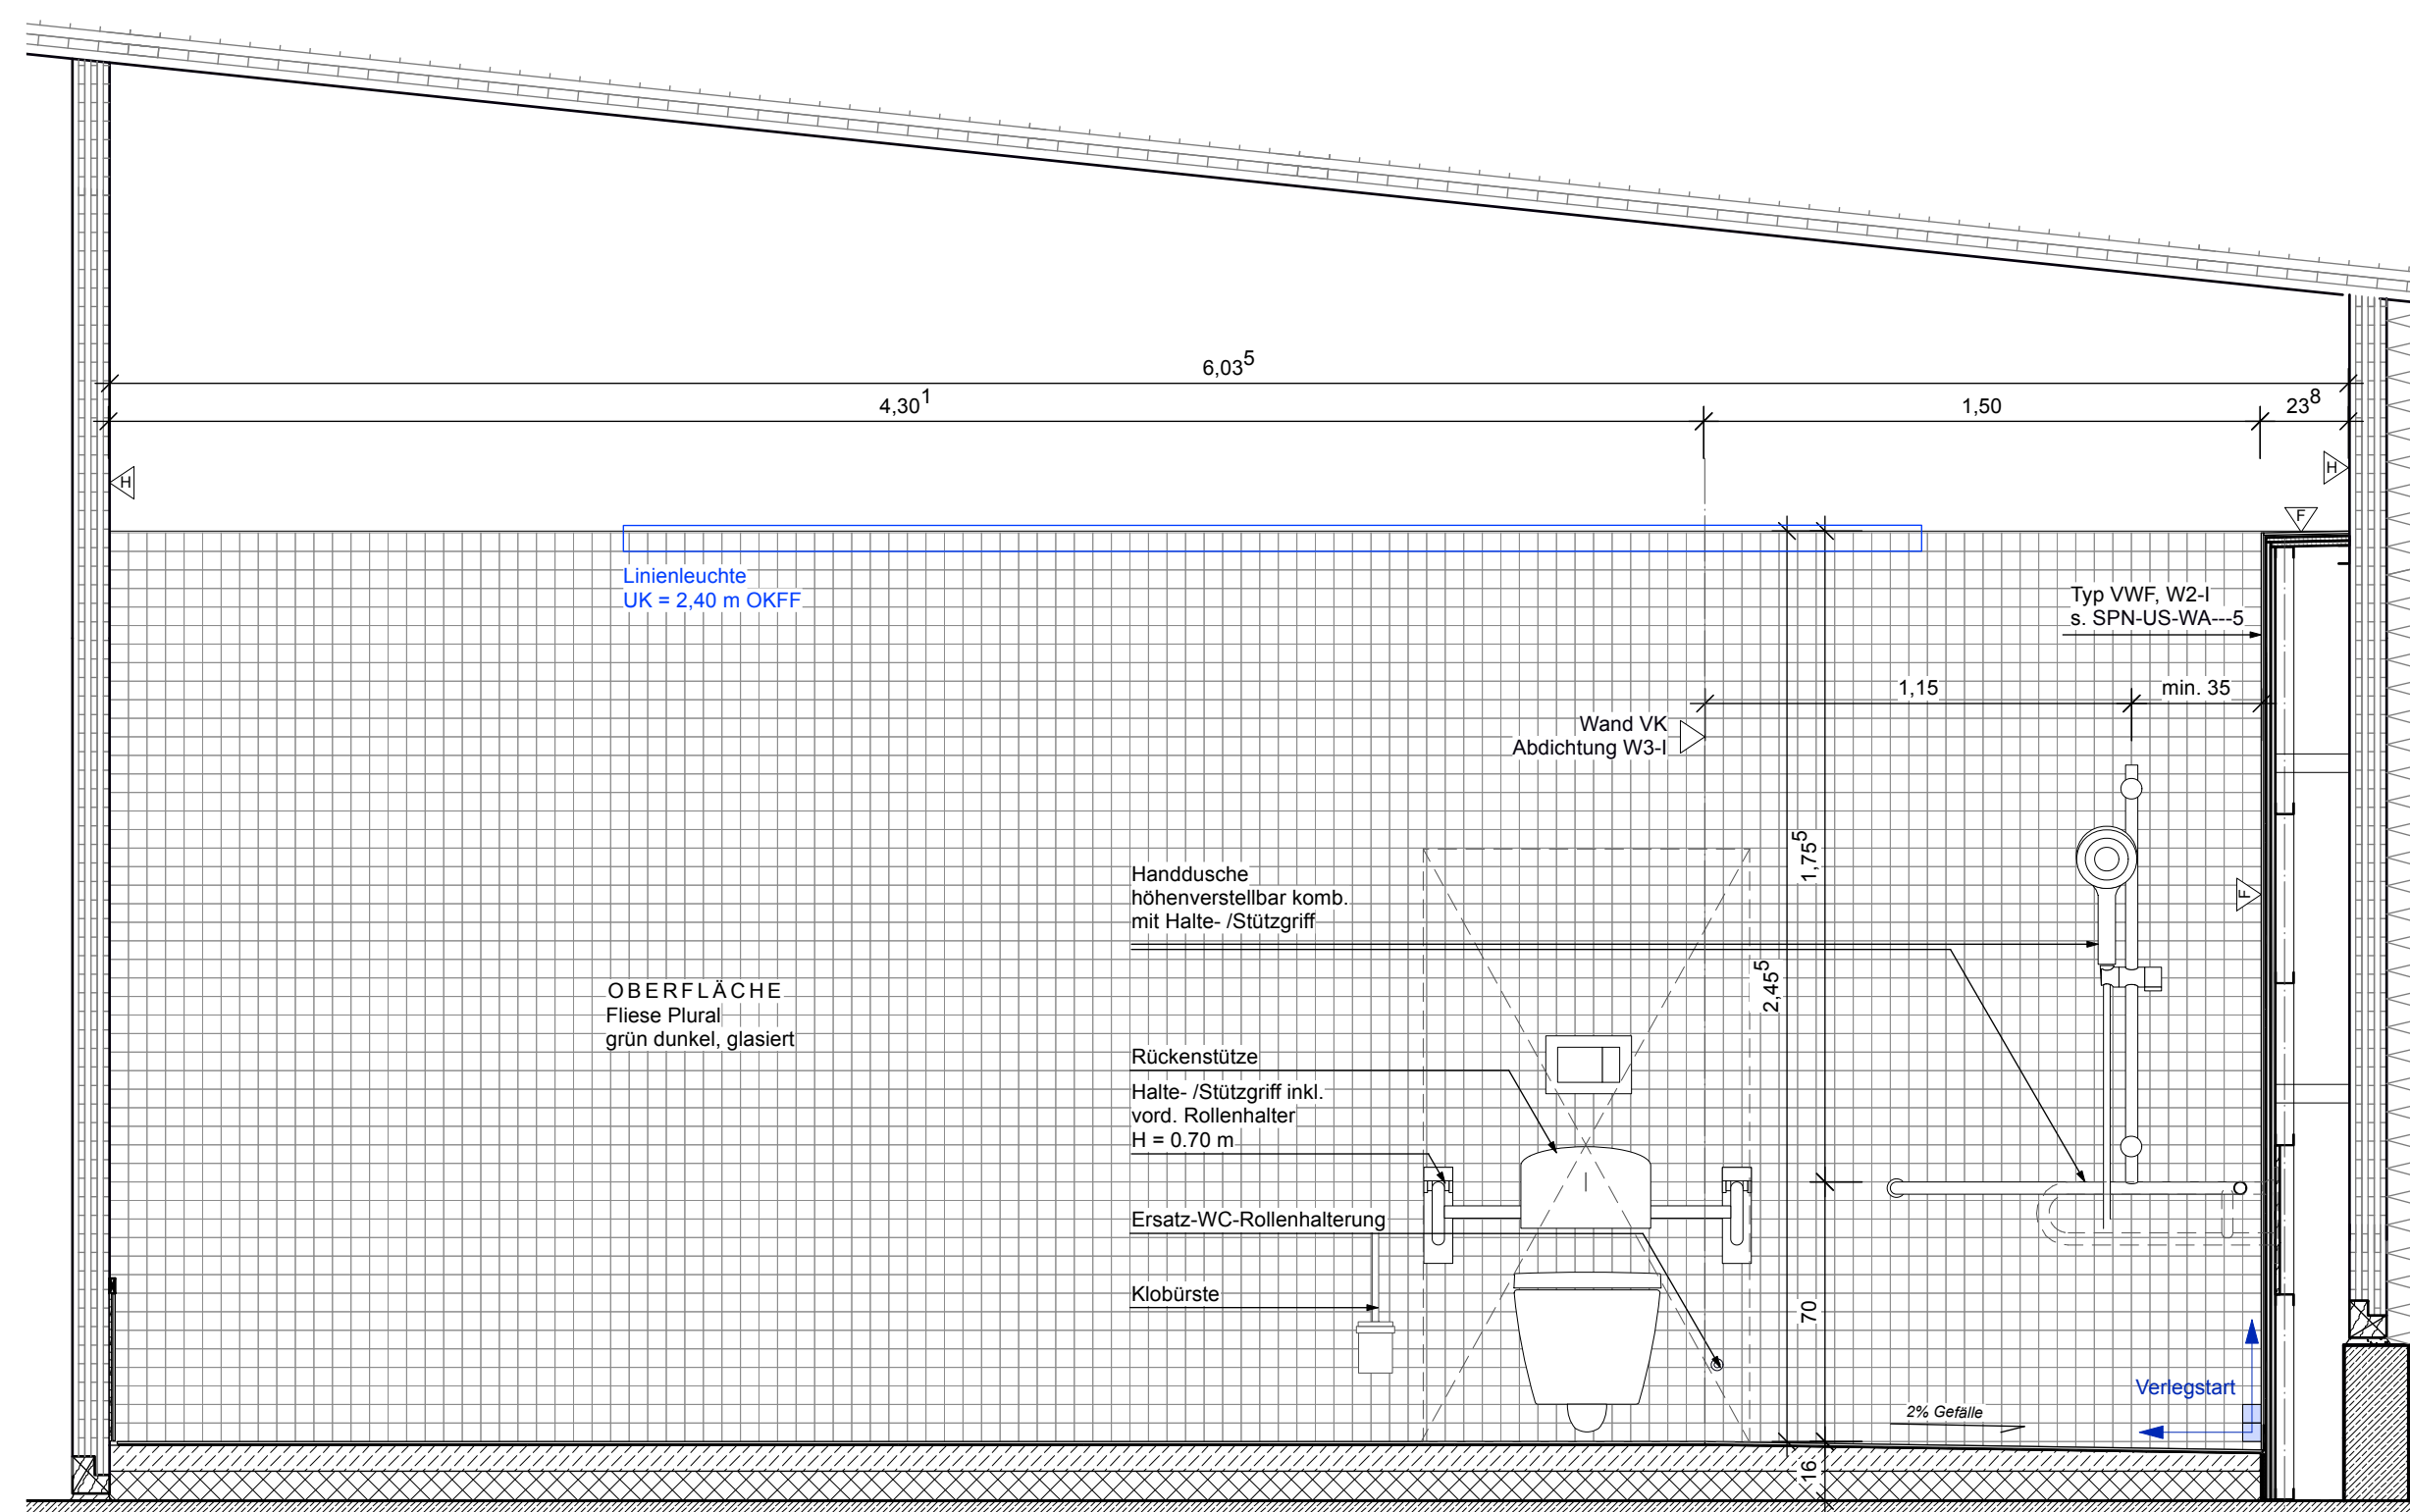 6,03⁵
4,30¹
1,50
23⁸
H
H
F
Linienleuchte
UK = 2,40 m OKFF
Typ VWF, W2-I
s. SPN-US-WA---5
1,15
min. 35
Wand VK
Abdichtung W3-I
1,75⁵
Handdusche
höhenverstellbar komb.
mit Halte- /Stützgriff
F
2,45⁵
OBERFLÄCHE
Fliese Plural
grün dunkel, glasiert
Rückenstütze
Halte- /Stützgriff inkl.
vord. Rollenhalter
H = 0.70 m
Ersatz-WC-Rollenhalterung
Klobürste
70
Verlegstart
2% Gefälle
16